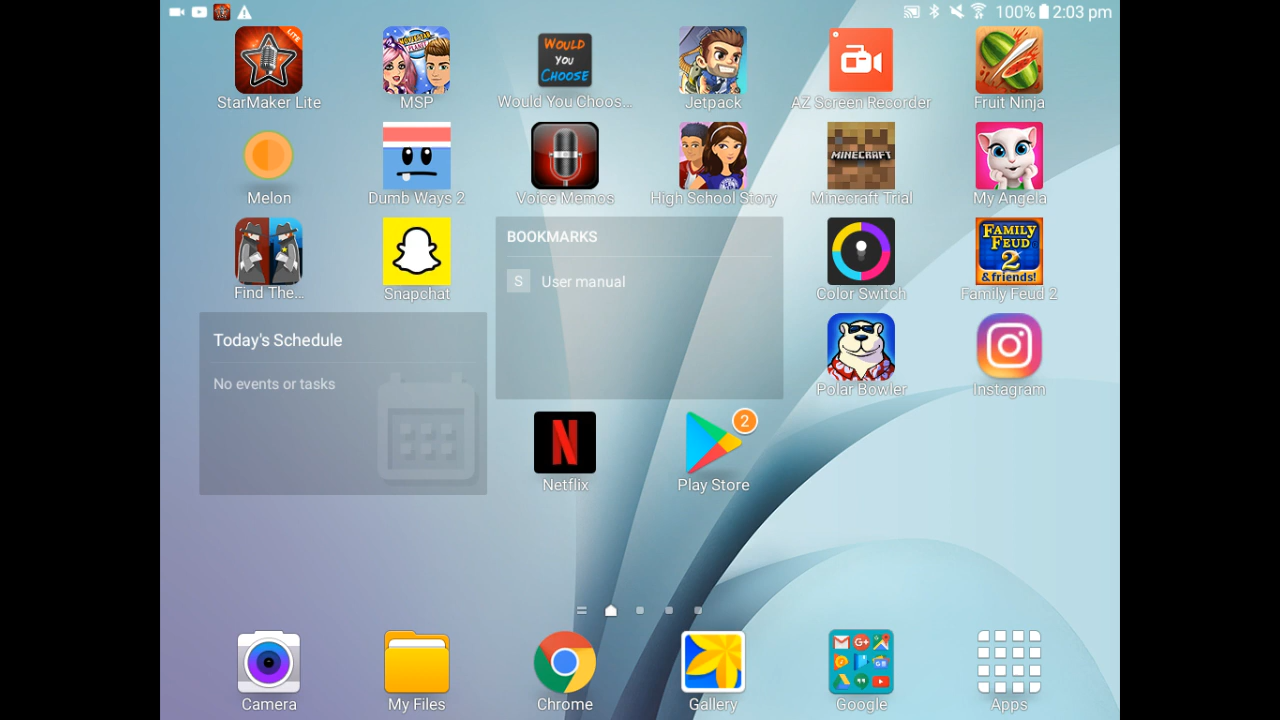 100% 2:03 pm
LITE
StarMaker Lite
MSP
WOULD
YOU
CHOOSE
Would You Choos...
Jetpack
AZ Screen Recorder
Fruit Ninja
Melon
Dumb Ways 2
Voice Memos
High School Story
MINECRAFT
Minecraft Trial
My Angela
Find The...
Snapchat
BOOKMARKS
S User manual
Color Switch
FAMILY
FEUD
2
& friends!
Family Feud 2
Today's Schedule
No events or tasks
Polar Bowler
Instagram
N
Netflix
2
Play Store
Camera
My Files
Chrome
Gallery
G+
Google
Apps